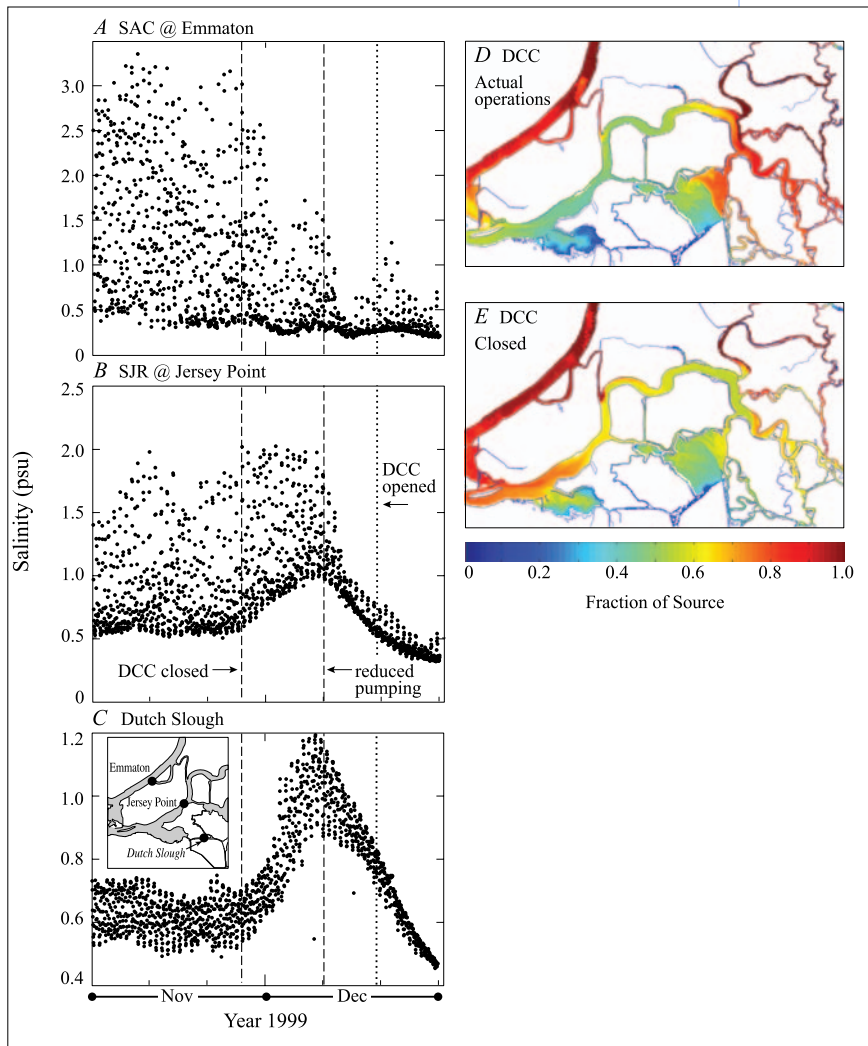 A SAC @ Emmaton
3.0
2.5
2.0
1.5
1.0
0.5
0
B SJR @ Jersey Point
2.5
2.0
1.5
1.0
0.5
0
DCC opened
DCC closed
reduced pumping
Salinity (psu)
C Dutch Slough
1.2
1.0
0.8
0.6
0.4
Emmaton
Jersey Point
Dutch Slough
Nov
Dec
Year 1999
D DCC
Actual
operations
E DCC
Closed
0 0.2 0.4 0.6 0.8 1.0
Fraction of Source